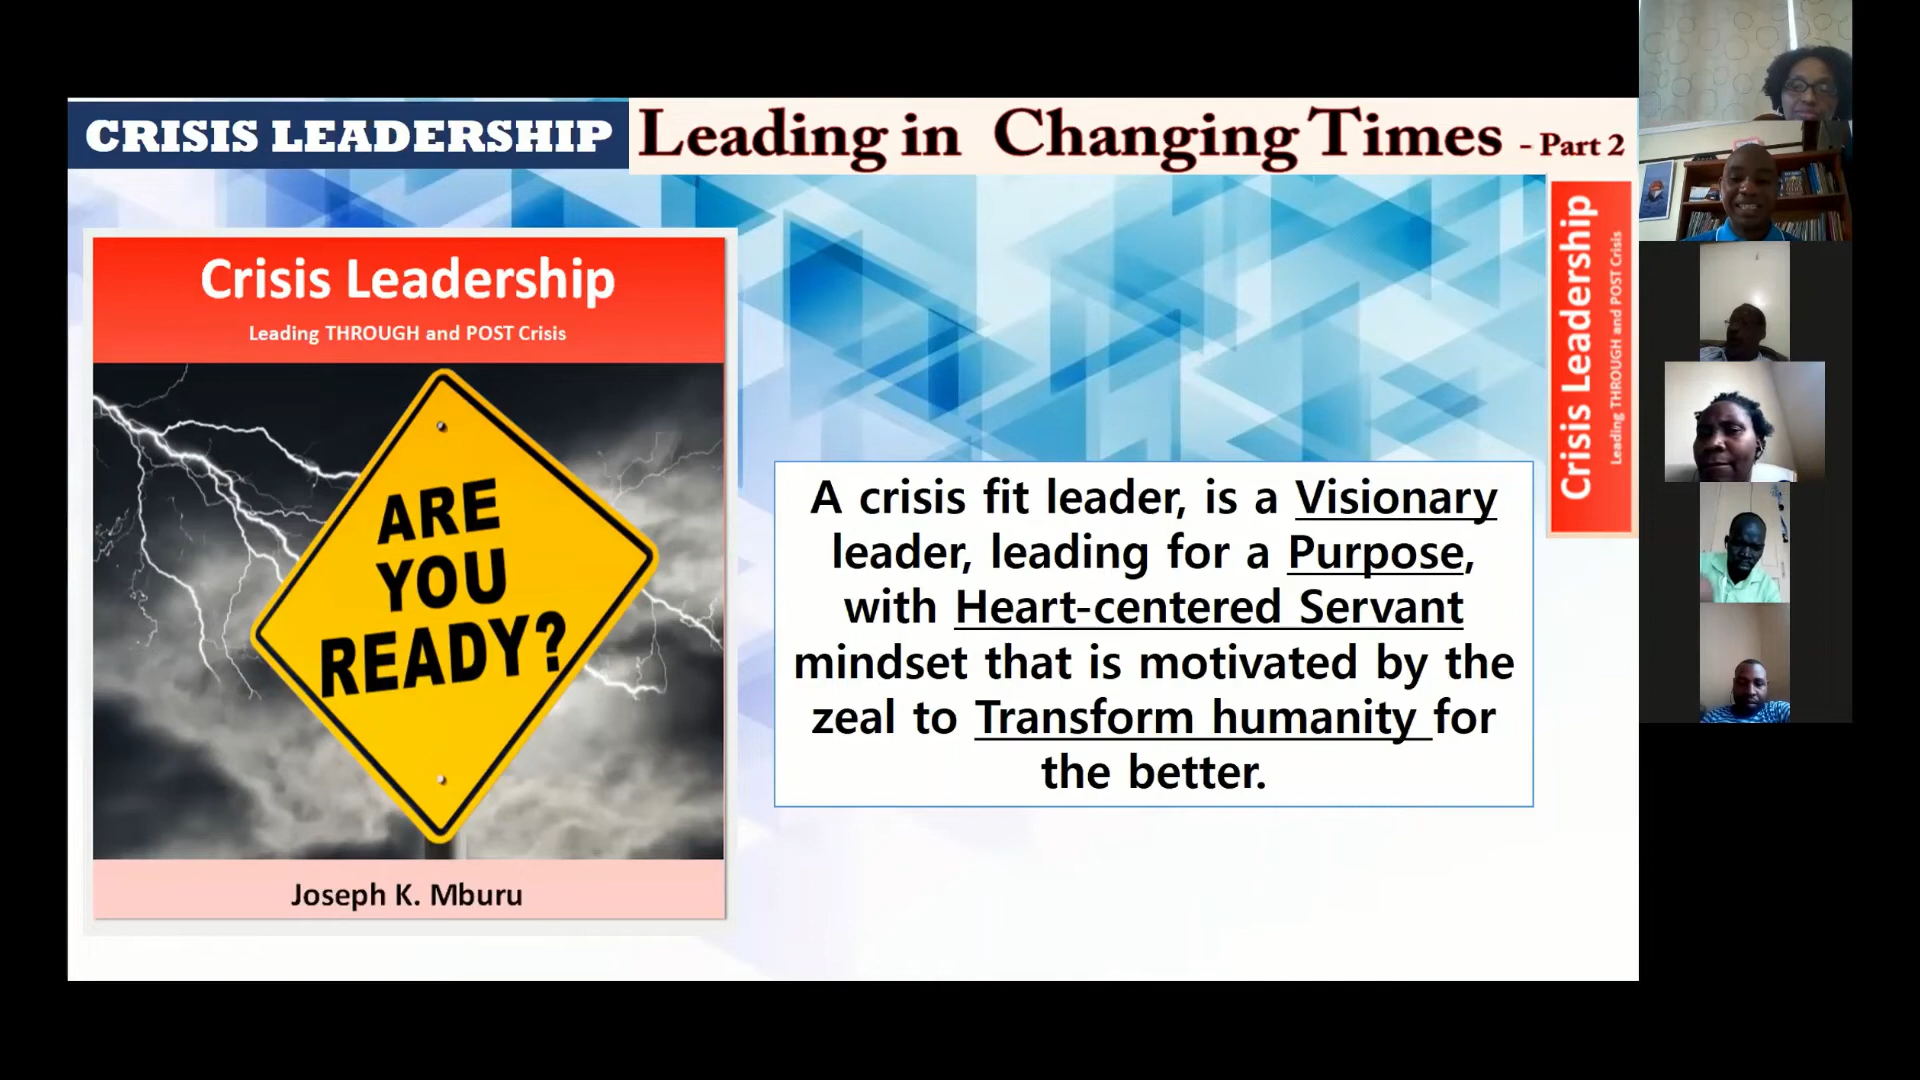 CRISIS LEADERSHIP
Leading in Changing Times - Part 2
Crisis Leadership
Leading THROUGH and POST Crisis
ARE
YOU
READY?
Joseph K. Mburu
A crisis fit leader, is a Visionary
leader, leading for a Purpose,
with Heart-centered Servant
mindset that is motivated by the
zeal to Transform humanity for
the better.
Crisis Leadership
Leading THROUGH and POST Crisis